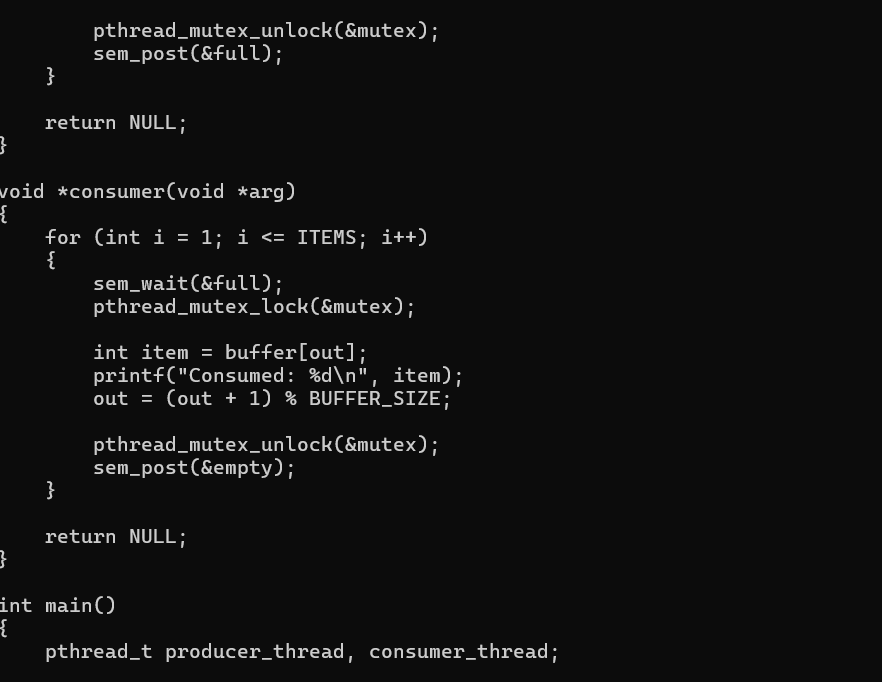 pthread_mutex_unlock(&mutex);
        sem_post(&full);
    }

    return NULL;
}

void *consumer(void *arg)
{
    for (int i = 1; i <= ITEMS; i++)
    {
        sem_wait(&full);
        pthread_mutex_lock(&mutex);

        int item = buffer[out];
        printf("Consumed: %d\n", item);
        out = (out + 1) % BUFFER_SIZE;

        pthread_mutex_unlock(&mutex);
        sem_post(&empty);
    }

    return NULL;
}

int main()
{
    pthread_t producer_thread, consumer_thread;